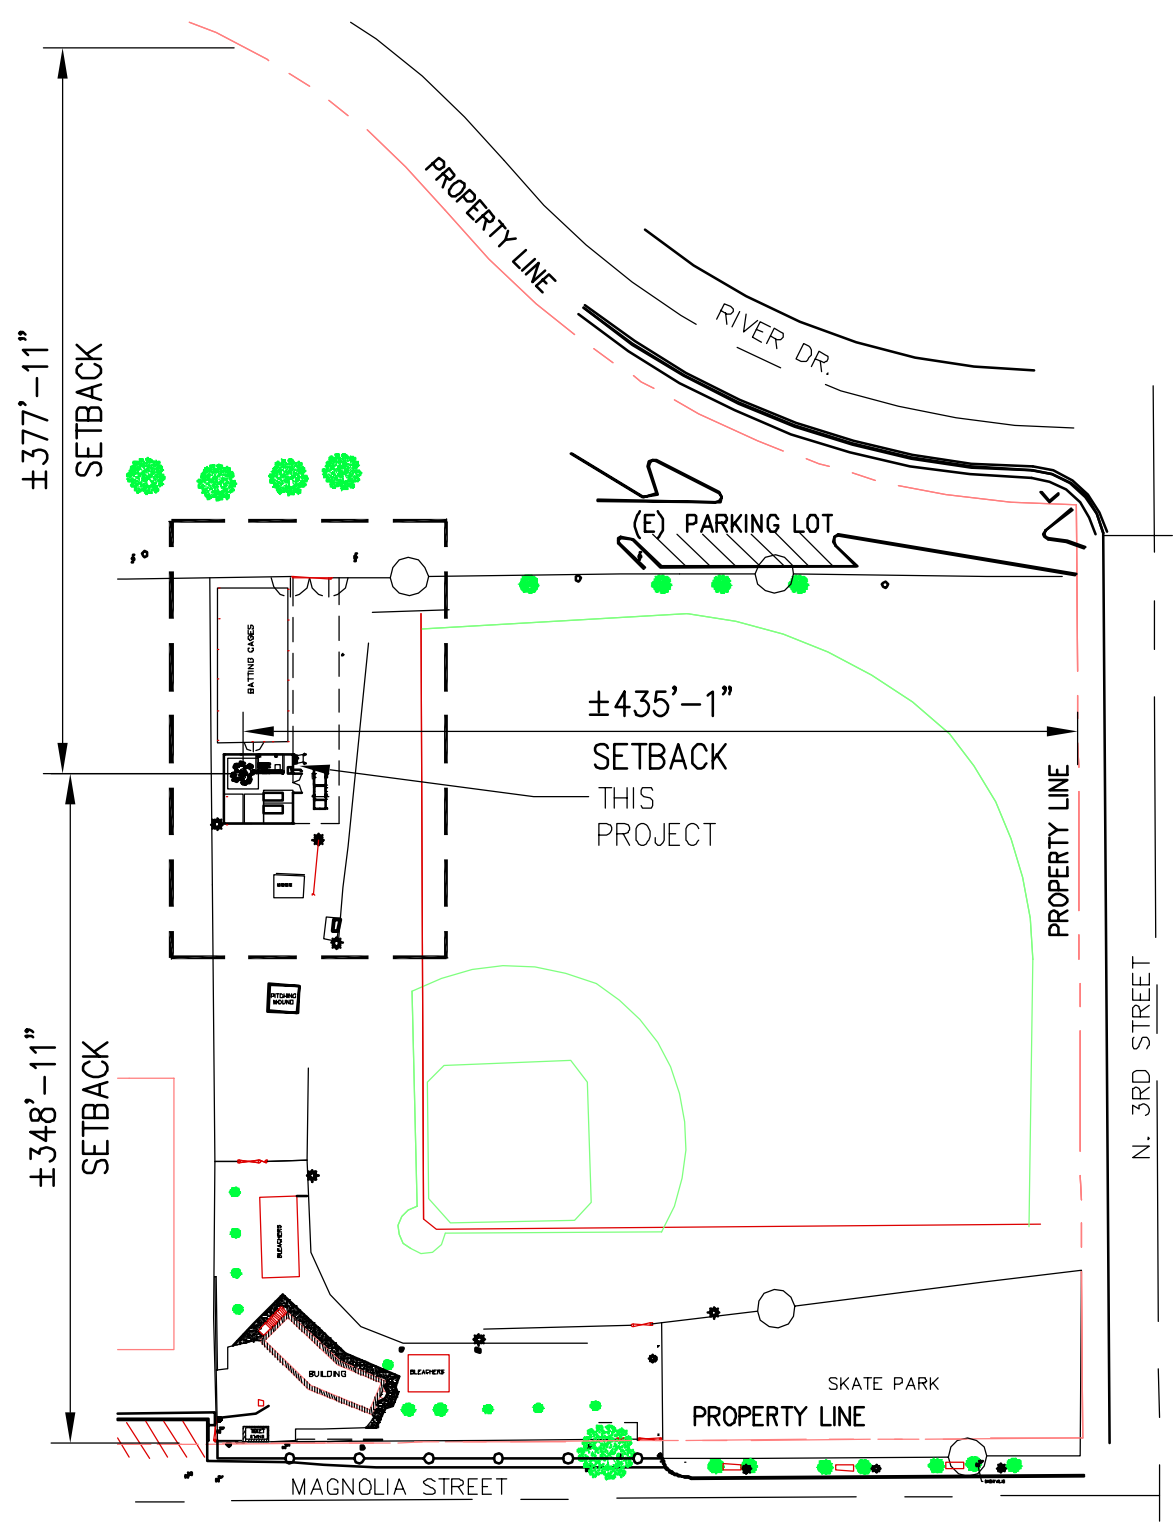 PROPERTY LINE
RIVER DR.
±377'-11"
SETBACK
(E) PARKING LOT
BATTING CAGES
±435'-1"
SETBACK
THIS
PROJECT
PROPERTY LINE
N. 3RD STREET
PITCHING
MOUND
±348'-11"
SETBACK
BLEACHERS
BUILDING
BLEACHERS
SKATE PARK
PROPERTY LINE
MAGNOLIA STREET